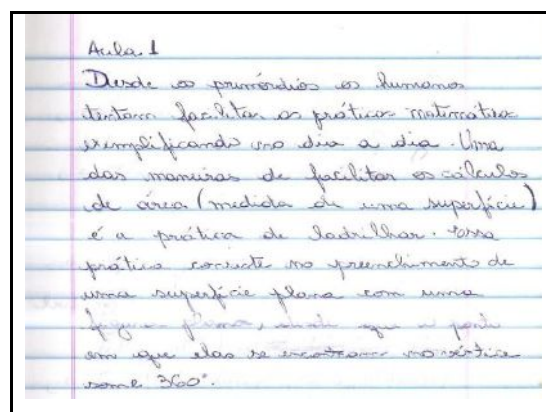 Aula 1
Desde os primórdios os humanos
tentam facilitar as práticas matemática
exemplificando no dia a dia. Uma
das maneiras de facilitar os cálculos
de área (medida de uma superfície)
é a prática de ladrilhar. Essa
prática consiste no preenchimento de
uma superfície plana com uma
figura plana, desde que o ponto
em que elas se encontram no vértice
some 360°.